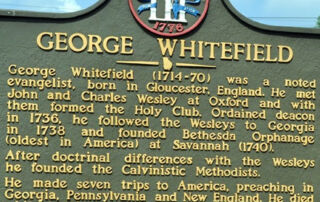 1776
GEORGE WHITEFIELD
George Whitefield (1714-70) was a noted
evangelist, born in Gloucester, England. He met
John and Charles Wesley at Oxford and with
them formed the Holy Club. Ordained deacon
in 1736, he followed the Wesleys to Georgia
in 1738 and founded Bethesda Orphanage
(oldest in America) at Savannah (1740).
After doctrinal differences with the Wesleys
he founded the Calvinistic Methodists.
He made seven trips to America, preaching in
Georgia, Pennsylvania and New England. He died